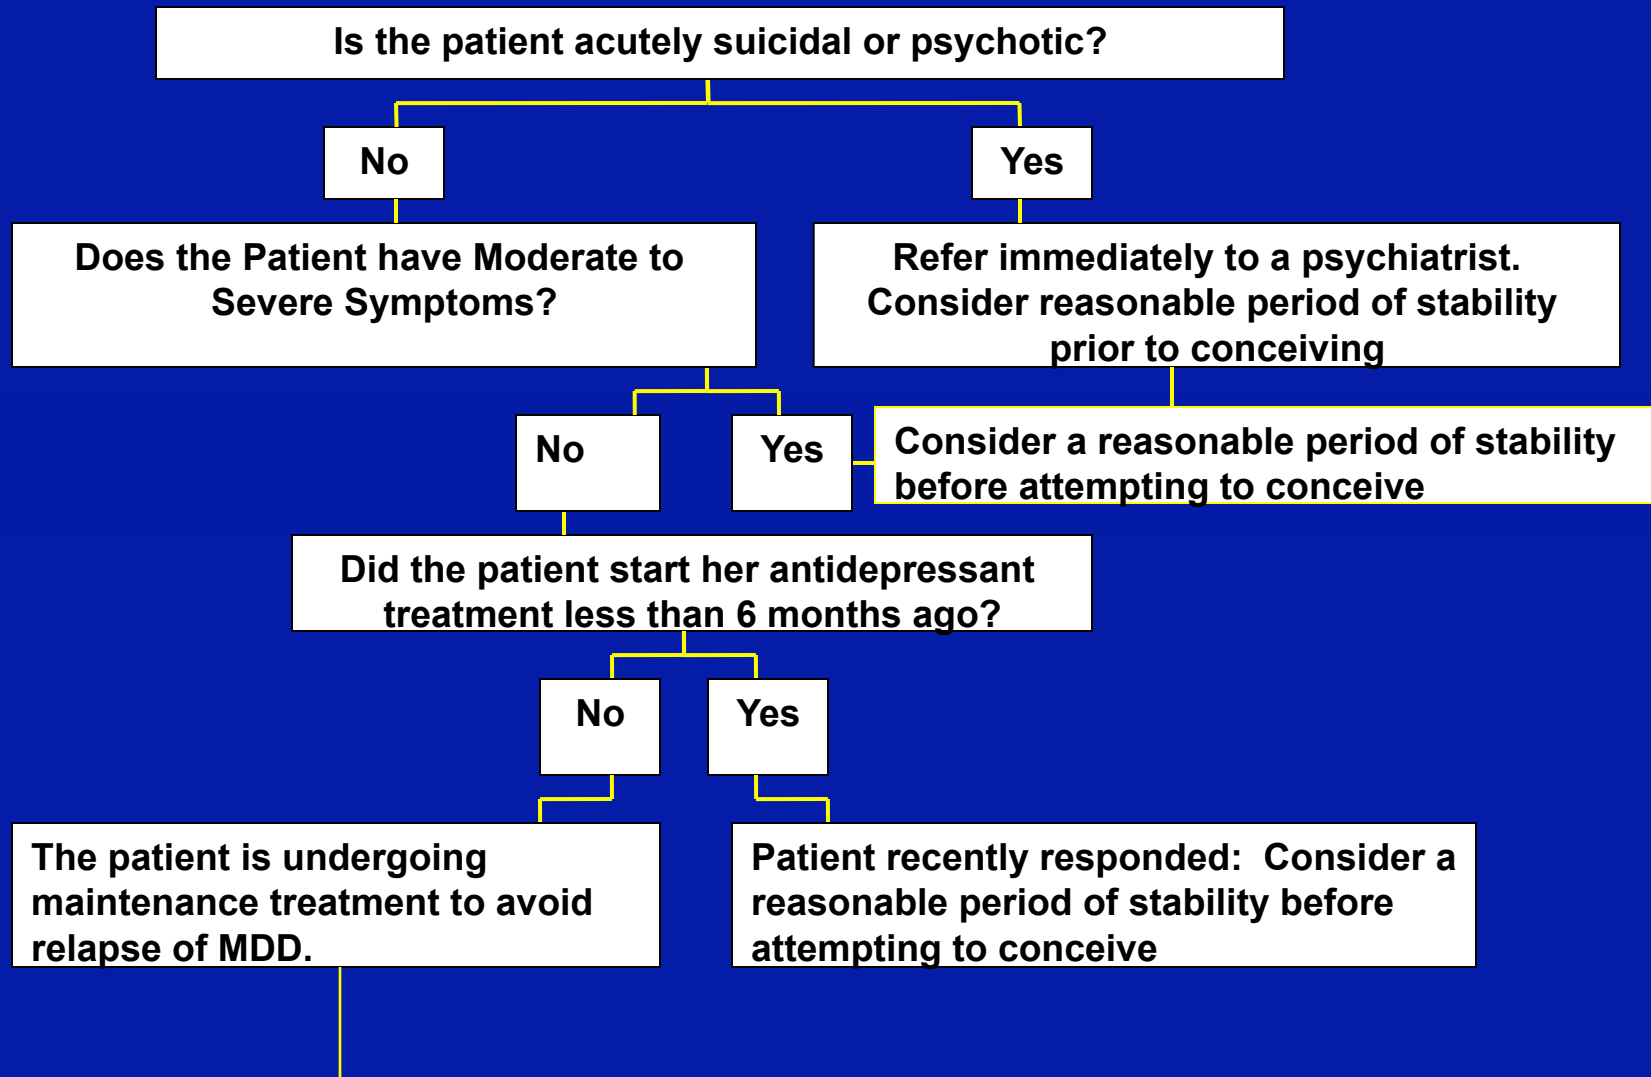 Is the patient acutely suicidal or psychotic?
No
Yes
Does the Patient have Moderate to
Severe Symptoms?
Refer immediately to a psychiatrist.
Consider reasonable period of stability
prior to conceiving
No
Yes
Consider a reasonable period of stability
before attempting to conceive
Did the patient start her antidepressant
treatment less than 6 months ago?
No
Yes
The patient is undergoing
maintenance treatment to avoid
relapse of MDD.
Patient recently responded: Consider a
reasonable period of stability before
attempting to conceive